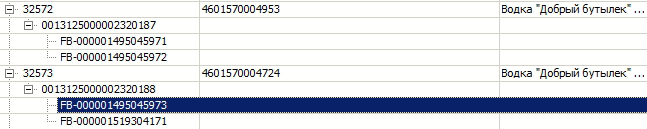 32572 4601570004953 Водка "Добрый бутылек" ...
0013125000002320187
FB-000001495045971
FB-000001495045972
32573 4601570004724 Водка "Добрый бутылек" ...
0013125000002320188
FB-000001495045973
FB-000001519304171